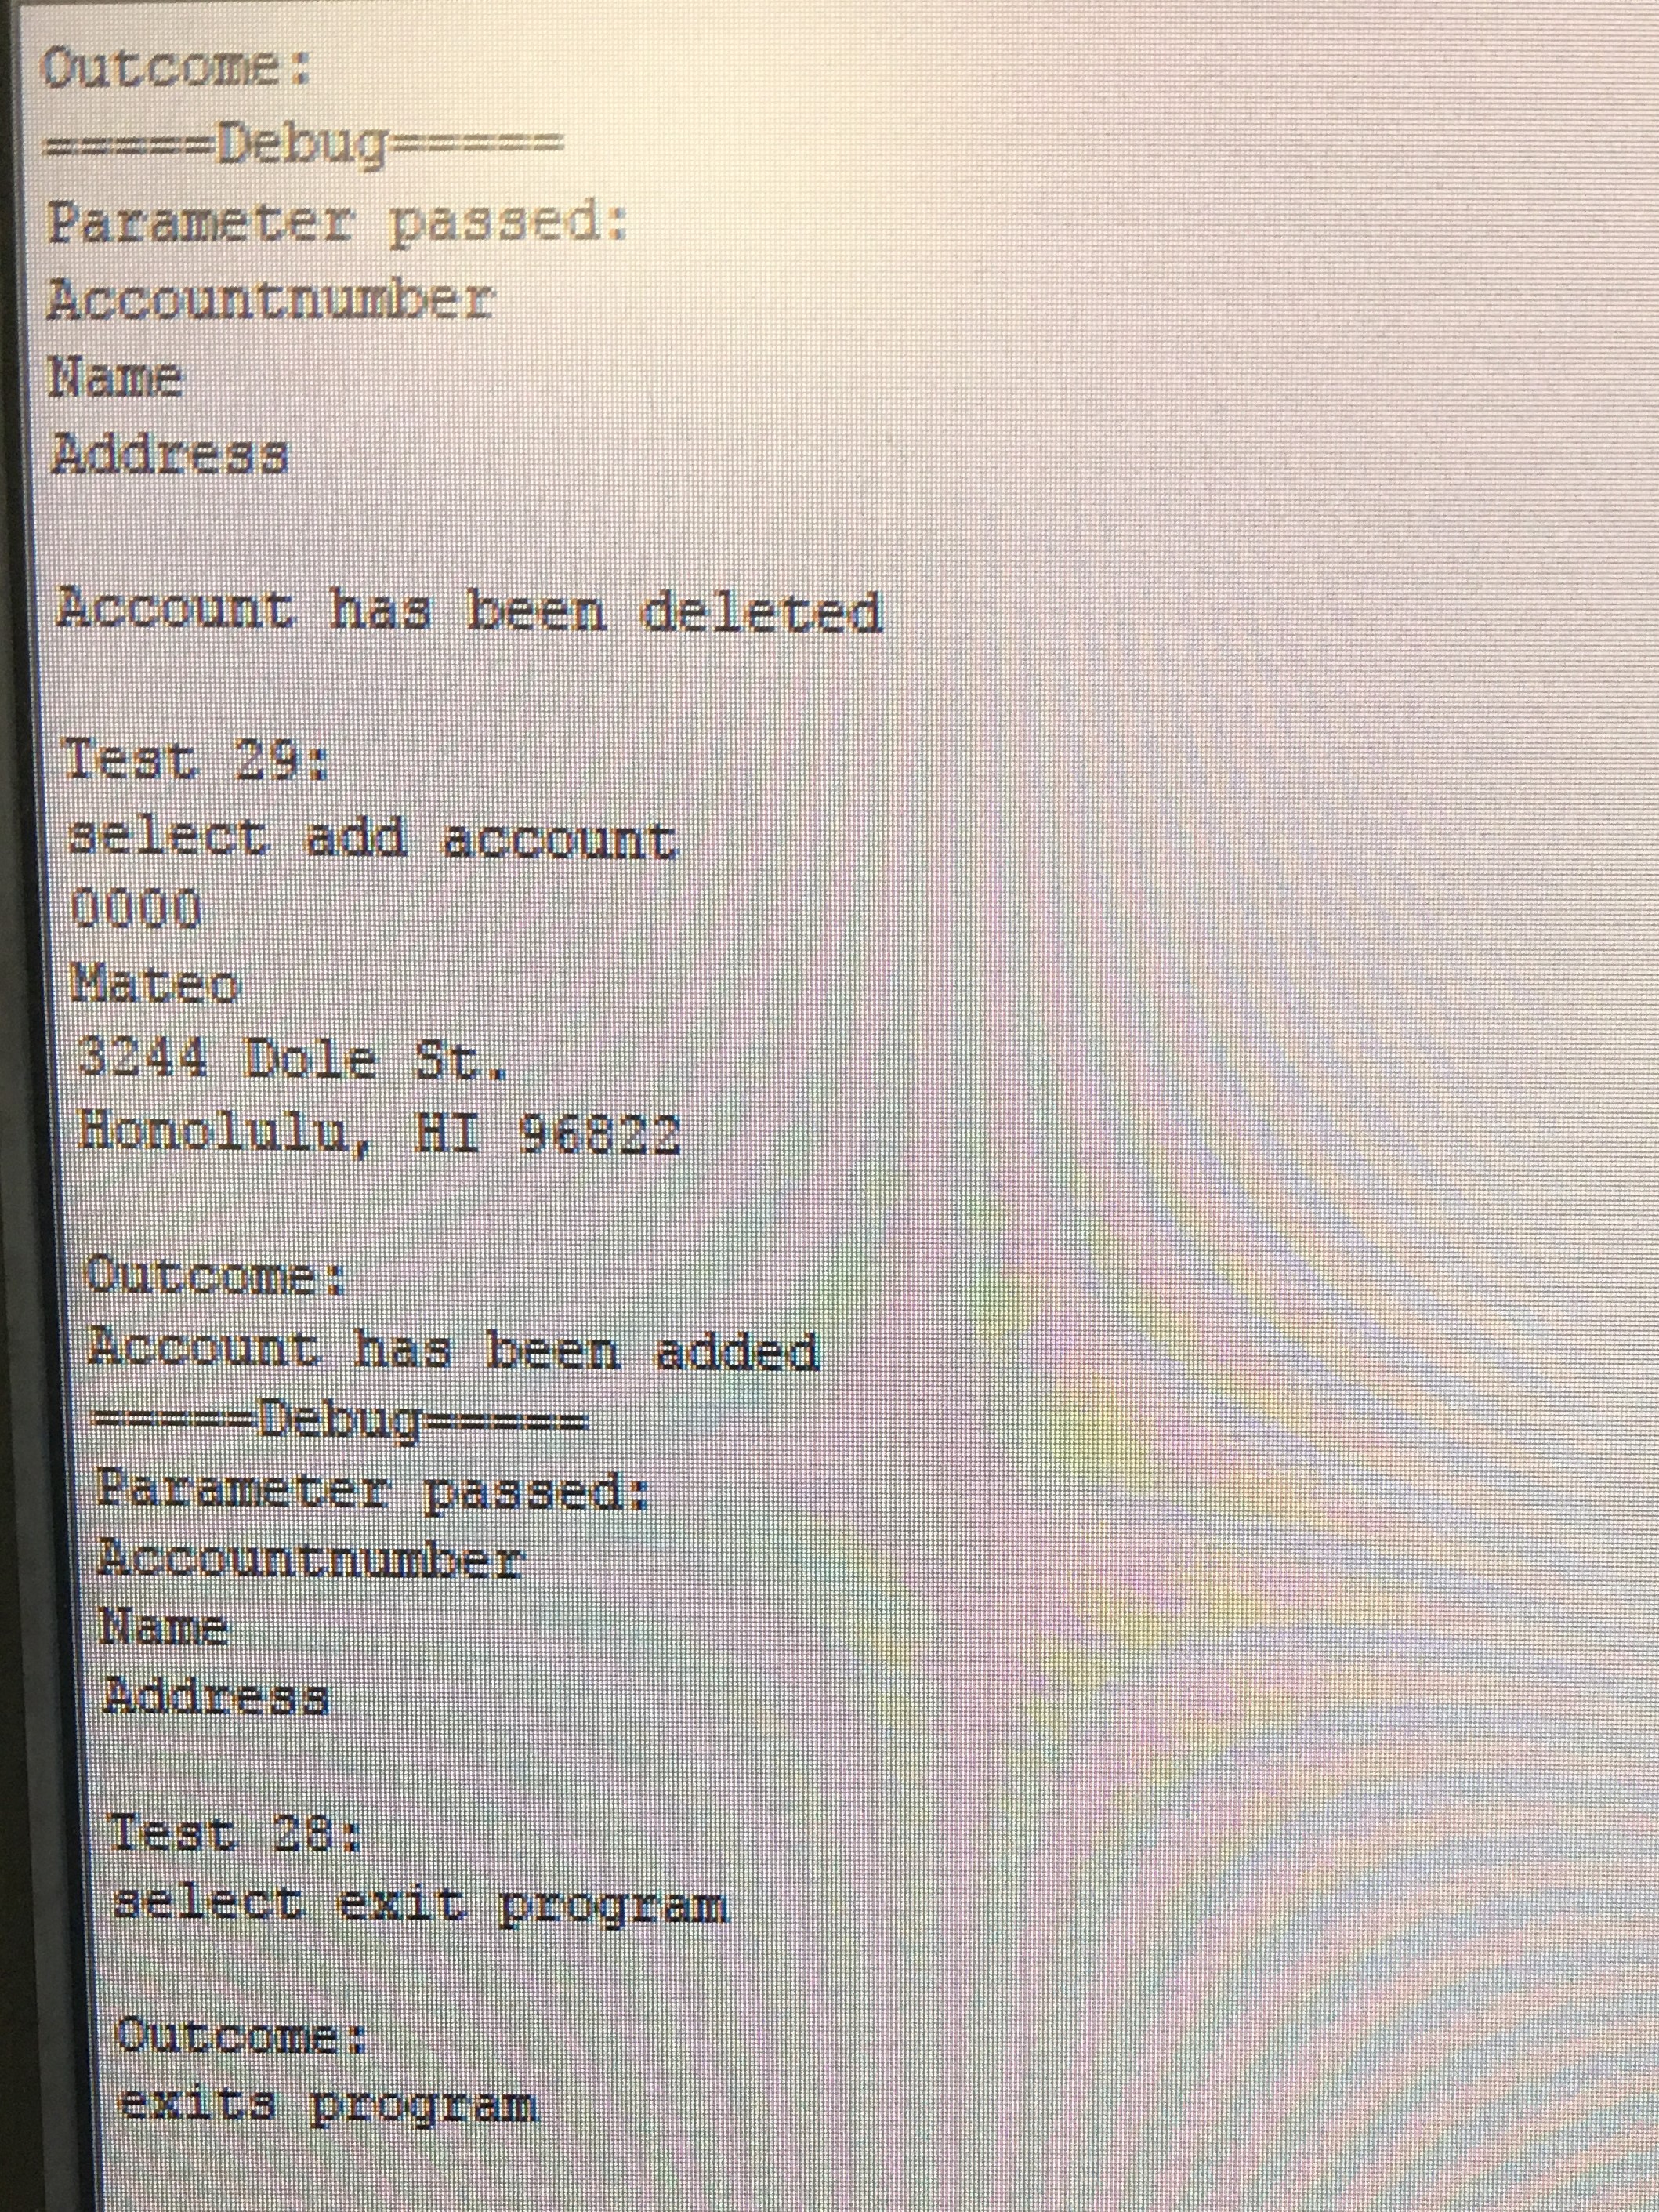 Outcome:
=====Debug=====
Parameter passed:
Accountnumber
Name
Address
Account has been deleted
Test 29:
select add account
0000
Mateo
3244 Dole St.
Honolulu, HI 96822
Outcome:
Account has been added
=====Debug=====
Parameter passed:
Accountnumber
Name
Address
Test 28:
select exit program
Outcome:
exits program